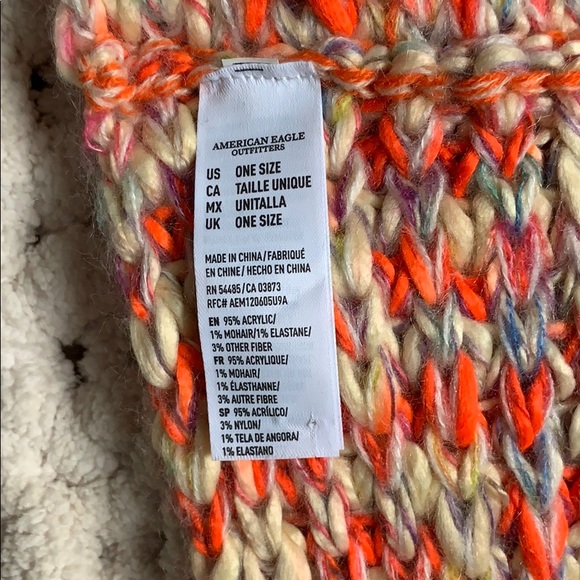 AMERICAN EAGLE
OUTFITTERS
US ONE SIZE
CA TAILLE UNIQUE
MX UNITALLA
UK ONE SIZE
MADE IN CHINA/FABRIQUÉ
EN CHINE/ HECHO EN CHINA
RN 54485/CA 03873
RFC# AEM120605U9A
EN 95% ACRYLIC/
1% MOHAIR/1% ELASTANE/
3% OTHER FIBER
FR 95% ACRYLIQUE/
1% MOHAIR/
1% ÉLASTHANNE/
3% AUTRE FIBRE
SP 95% ACRÍLICO/
3% NYLON/
1% TELA DE ANGORA/
1% ELASTANO